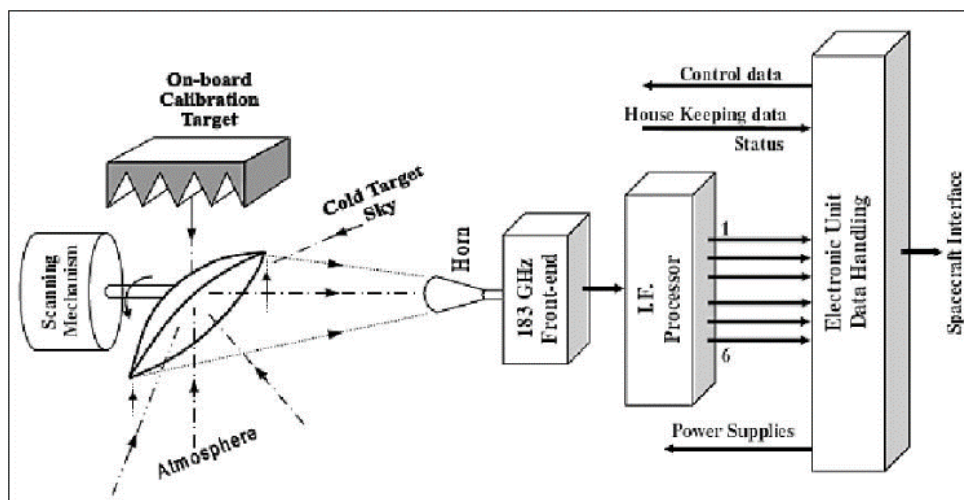 On-board
Calibration
Target
Cold Target
Sky
Scanning
Mechanism
Atmosphere
Horn
183 GHz
Front-end
I.F.
Processor
1
6
Control data
House Keeping data
Status
Power Supplies
Electronic Unit
Data Handling
Spacecraft Interface